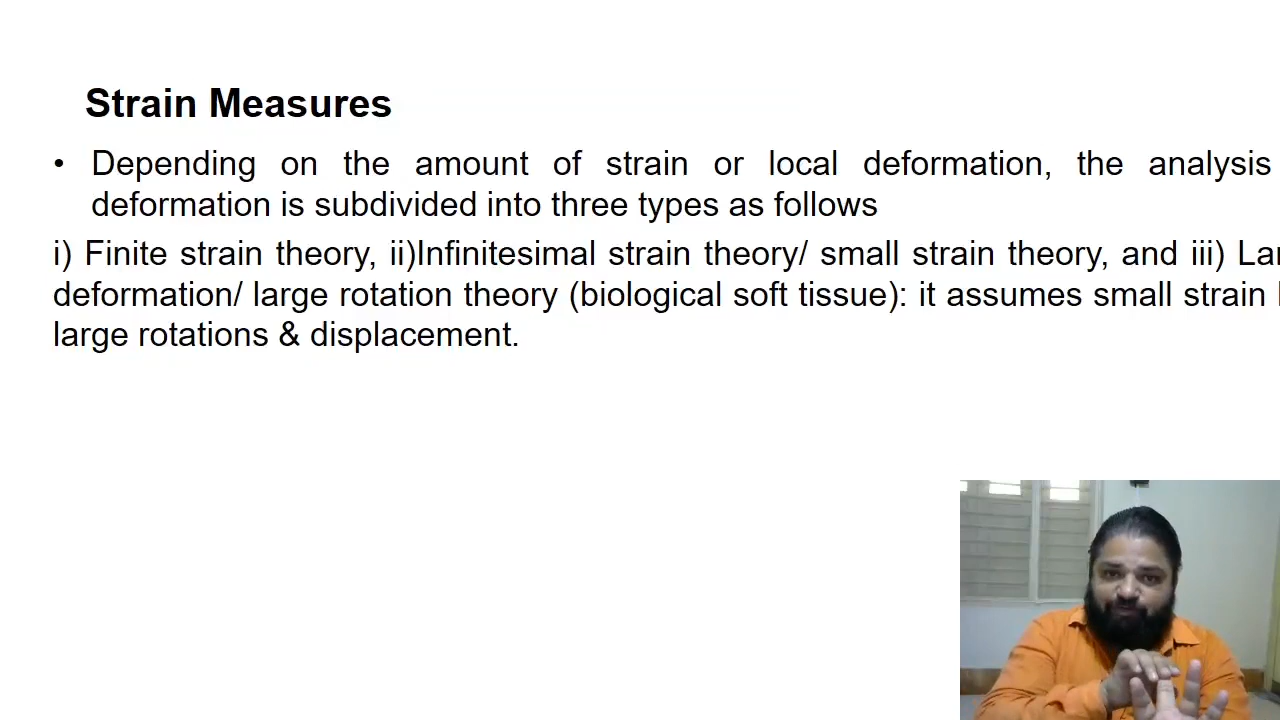 Strain Measures
• Depending on the amount of strain or local deformation, the analysis
deformation is subdivided into three types as follows
i) Finite strain theory, ii)Infinitesimal strain theory/ small strain theory, and iii)
deformation/ large rotation theory (biological soft tissue): it assumes small strain
large rotations & displacement.